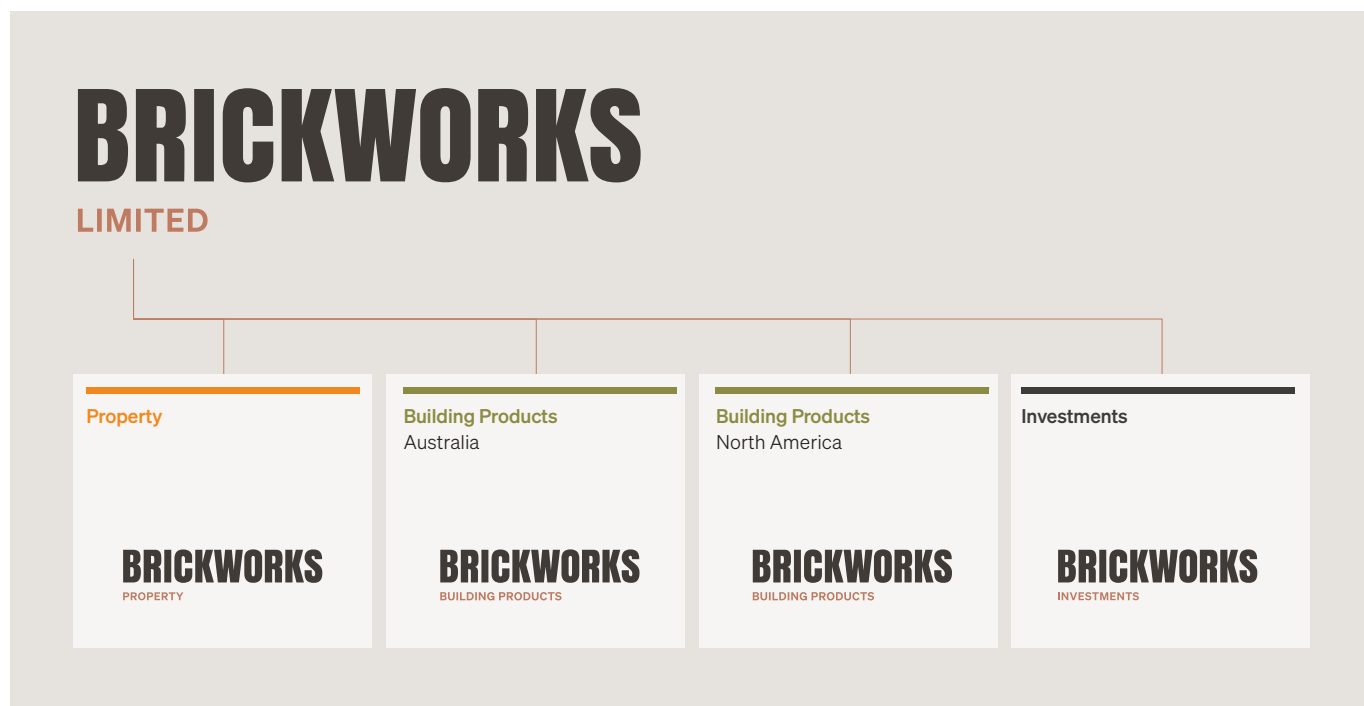 BRICKWORKS
LIMITED
Property
BRICKWORKS
PROPERTY
Building Products
Australia
BRICKWORKS
BUILDING PRODUCTS
Building Products
North America
BRICKWORKS
BUILDING PRODUCTS
Investments
BRICKWORKS
INVESTMENTS